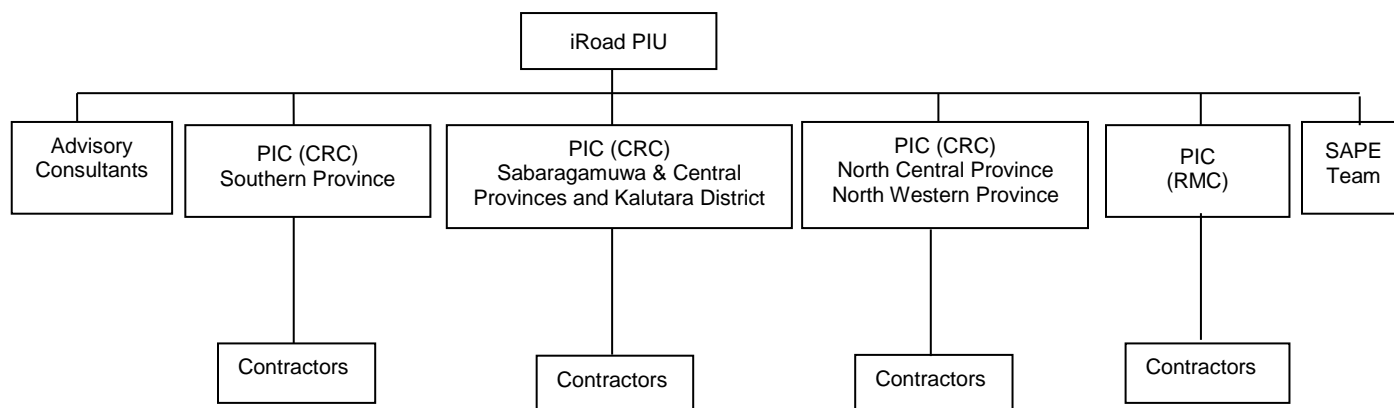 iRoad PIU
Advisory
Consultants
PIC (CRC)
Southern Province
PIC (CRC)
Sabaragamuwa & Central
Provinces and Kalutara District
PIC (CRC)
North Central Province
North Western Province
PIC
(RMC)
SAPE
Team
Contractors
Contractors
Contractors
Contractors